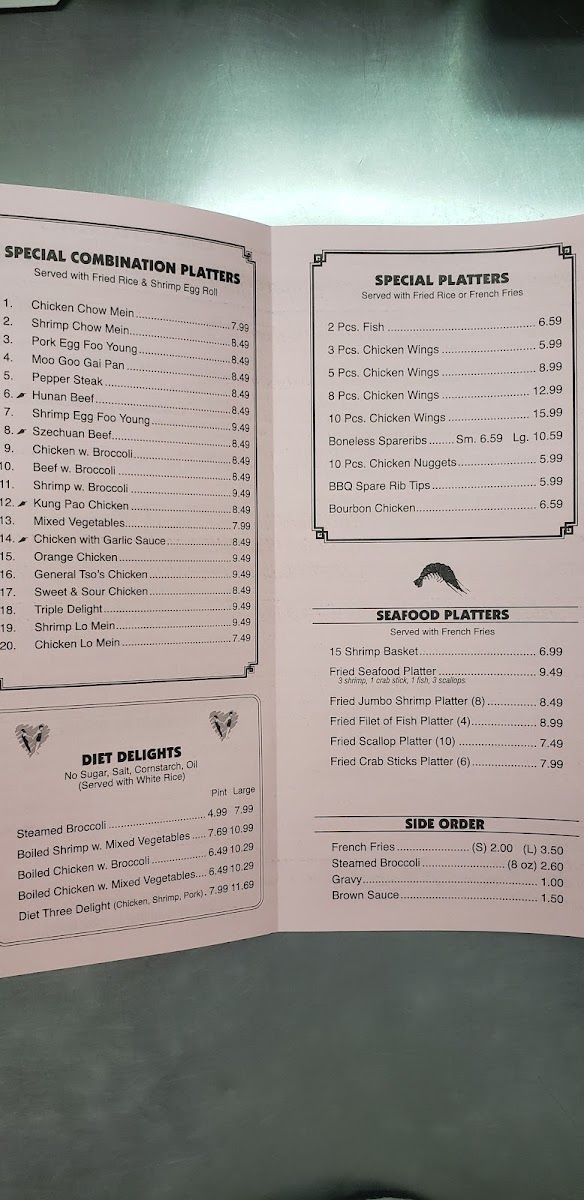 SPECIAL COMBINATION PLATTERS
Served with Fried Rice & Shrimp Egg Roll
1. Chicken Chow Mein 7.99
2. Shrimp Chow Mein 8.49
3. Pork Egg Foo Young 8.49
4. Moo Goo Gai Pan 8.49
5. Pepper Steak 8.49
6. Hunan Beef 8.49
7. Shrimp Egg Foo Young 9.49
8. Szechuan Beef 8.49
9. Chicken w. Broccoli 8.49
10. Beef w. Broccoli 8.49
11. Shrimp w. Broccoli 9.49
12. Kung Pao Chicken 8.49
13. Mixed Vegetables 7.99
14. Chicken with Garlic Sauce 8.49
15. Orange Chicken 9.49
16. General Tso's Chicken 9.49
17. Sweet & Sour Chicken 8.49
18. Triple Delight 9.49
19. Shrimp Lo Mein 9.49
20. Chicken Lo Mein 7.49
DIET DELIGHTS
No Sugar, Salt, Cornstarch, Oil
(Served with White Rice)
Pint Large
Steamed Broccoli 4.99 7.99
Boiled Shrimp w. Mixed Vegetables 7.69 10.99
Boiled Chicken w. Broccoli 6.49 10.29
Boiled Chicken w. Mixed Vegetables 6.49 10.29
Diet Three Delight (Chicken, Shrimp, Pork) 7.99 11.69
SPECIAL PLATTERS
Served with Fried Rice or French Fries
2 Pcs. Fish 6.59
3 Pcs. Chicken Wings 5.99
5 Pcs. Chicken Wings 8.99
8 Pcs. Chicken Wings 12.99
10 Pcs. Chicken Wings 15.99
Boneless Spareribs Sm. 6.59 Lg. 10.59
10 Pcs. Chicken Nuggets 5.99
BBQ Spare Rib Tips 5.99
Bourbon Chicken 6.59
SEAFOOD PLATTERS
Served with French Fries
15 Shrimp Basket 6.99
Fried Seafood Platter 9.49
3 shrimp, 1 crab stick, 1 fish, 3 scallops
Fried Jumbo Shrimp Platter (8) 8.49
Fried Filet of Fish Platter (4) 8.99
Fried Scallop Platter (10) 7.49
Fried Crab Sticks Platter (6) 7.99
SIDE ORDER
French Fries (S) 2.00 (L) 3.50
Steamed Broccoli (8 oz) 2.60
Gravy 1.00
Brown Sauce 1.50